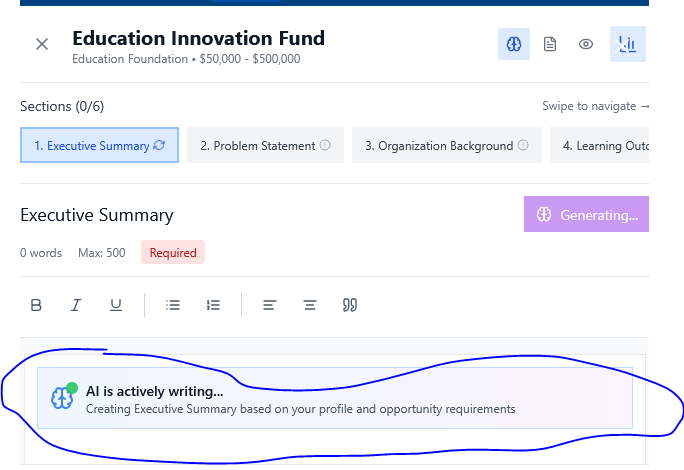 Education Innovation Fund
Education Foundation • $50,000 - $500,000
Sections (0/6)
Swipe to navigate →
1. Executive Summary
2. Problem Statement
3. Organization Background
4. Learning Outc
Executive Summary
Generating...
0 words
Max: 500
Required
B I U
AI is actively writing...
Creating Executive Summary based on your profile and opportunity requirements